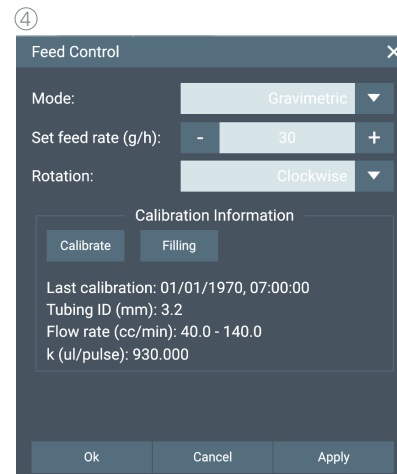 ④
Feed Control
Mode: Gravimetric
Set feed rate (g/h): - 30 +
Rotation: Clockwise
Calibration Information
Calibrate Filling
Last calibration: 01/01/1970, 07:00:00
Tubing ID (mm): 3.2
Flow rate (cc/min): 40.0 - 140.0
k (ul/pulse): 930.000
Ok Cancel Apply